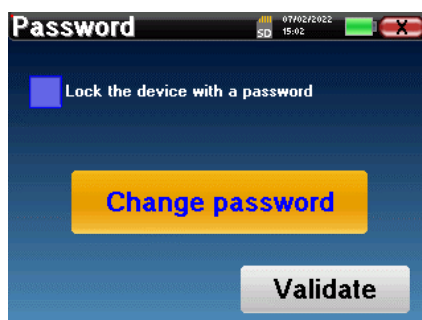 Password
SD
07/02/2022
15:02
X
Lock the device with a password
Change password
Validate